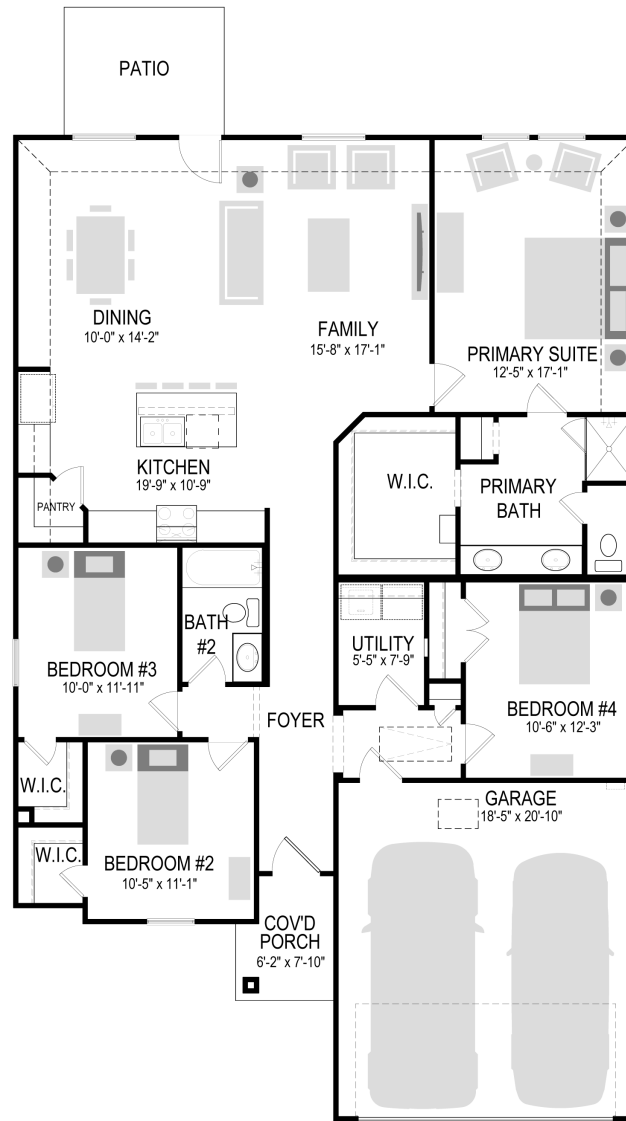 PATIO
DINING
10'-0" x 14'-2"
FAMILY
15'-8" x 17'-1"
PRIMARY SUITE
12'-5" x 17'-1"
KITCHEN
19'-9" x 10'-9"
PANTRY
W.I.C.
PRIMARY
BATH
BATH
#2
BEDROOM #3
10'-0" x 11'-11"
UTILITY
5'-5" x 7'-9"
FOYER
BEDROOM #4
10'-6" x 12'-3"
W.I.C.
GARAGE
18'-5" x 20'-10"
W.I.C.
BEDROOM #2
10'-5" x 11'-1"
COV'D
PORCH
6'-2" x 7'-10"